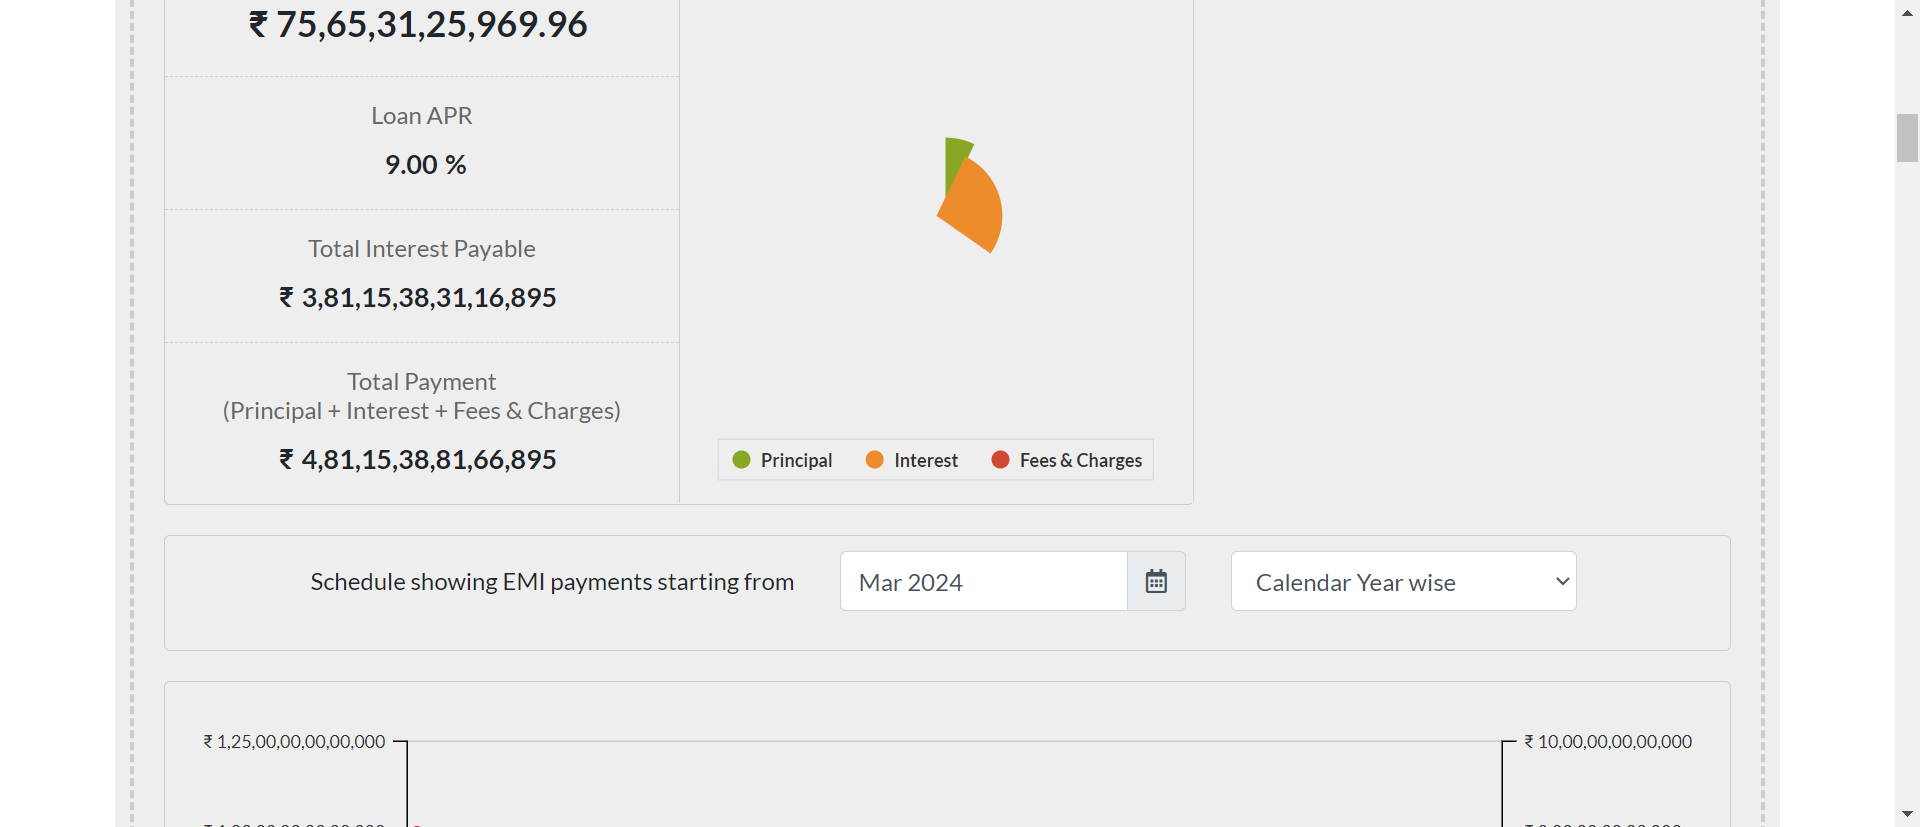 ₹ 75,65,31,25,969.96
Loan APR
9.00 %
Total Interest Payable
₹ 3,81,15,38,31,16,895
Total Payment
(Principal + Interest + Fees & Charges)
₹ 4,81,15,38,81,66,895
Principal
Interest
Fees & Charges
Schedule showing EMI payments starting from
Mar 2024
Calendar Year wise
₹ 1,25,00,00,00,00,000
₹ 10,00,00,00,00,000